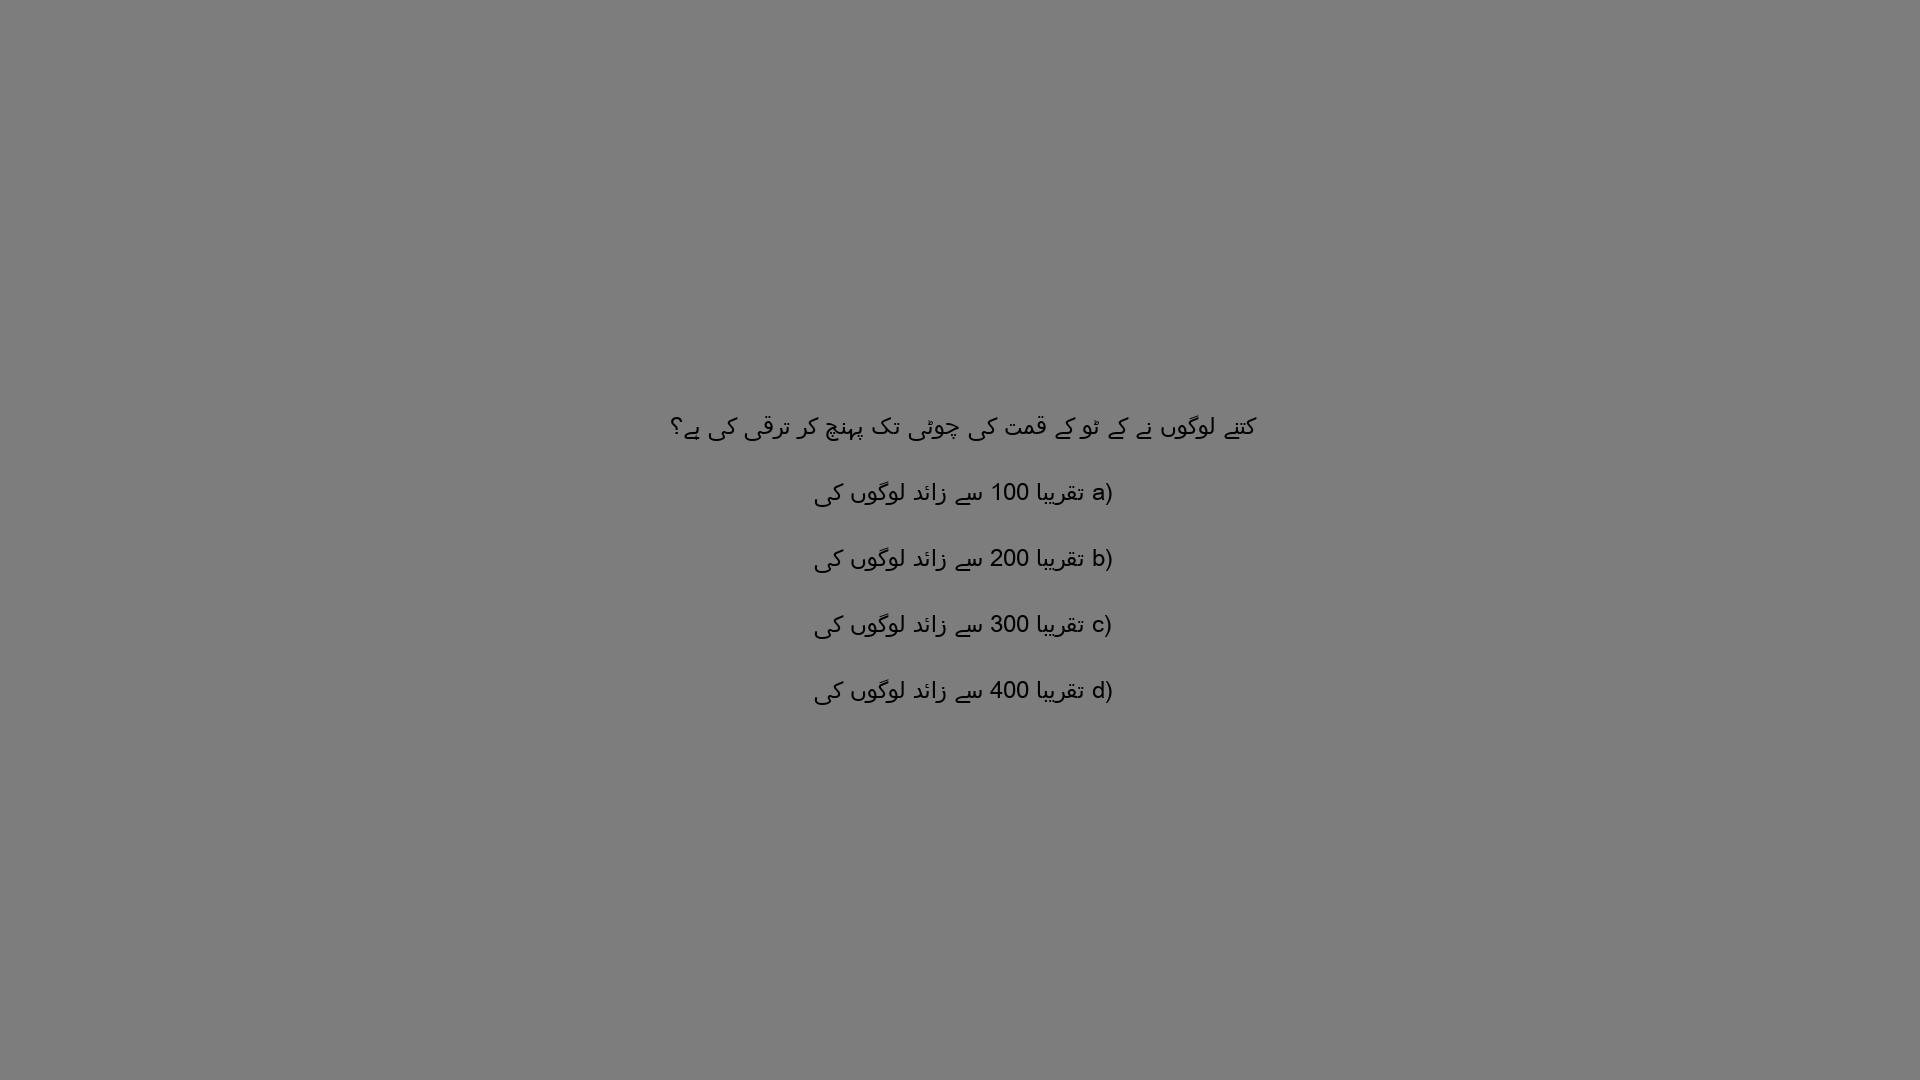 کتنے لوگوں نے کے ٹو کے قمت کی چوٹی تک پہنچ کر ترقی کی ہے؟
a) تقریبا 100 سے زائد لوگوں کی
b) تقریبا 200 سے زائد لوگوں کی
c) تقریبا 300 سے زائد لوگوں کی
d) تقریبا 400 سے زائد لوگوں کی